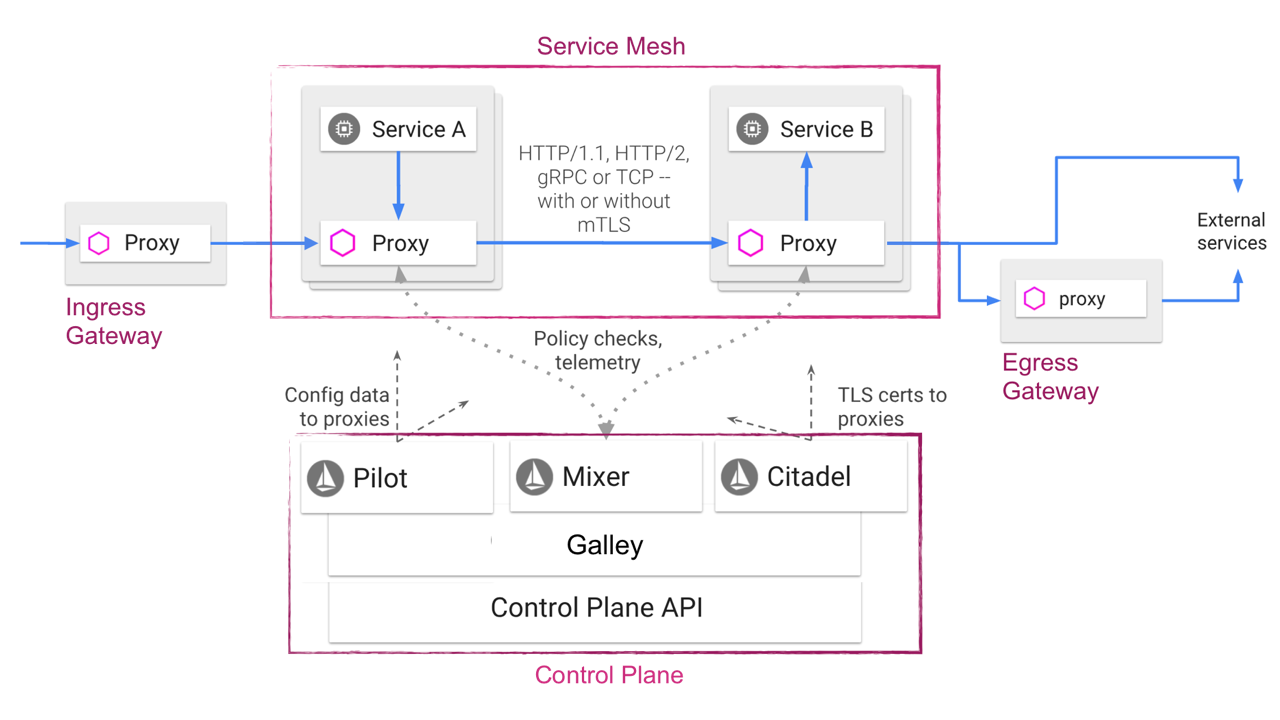 Service Mesh
Service A
Service B
HTTP/1.1, HTTP/2,
gRPC or TCP --
with or without
mTLS
Proxy
Proxy
Proxy
External
services
proxy
Ingress
Gateway
Egress
Gateway
Policy checks,
telemetry
Config data
to proxies
TLS certs to
proxies
Pilot
Mixer
Citadel
Galley
Control Plane API
Control Plane